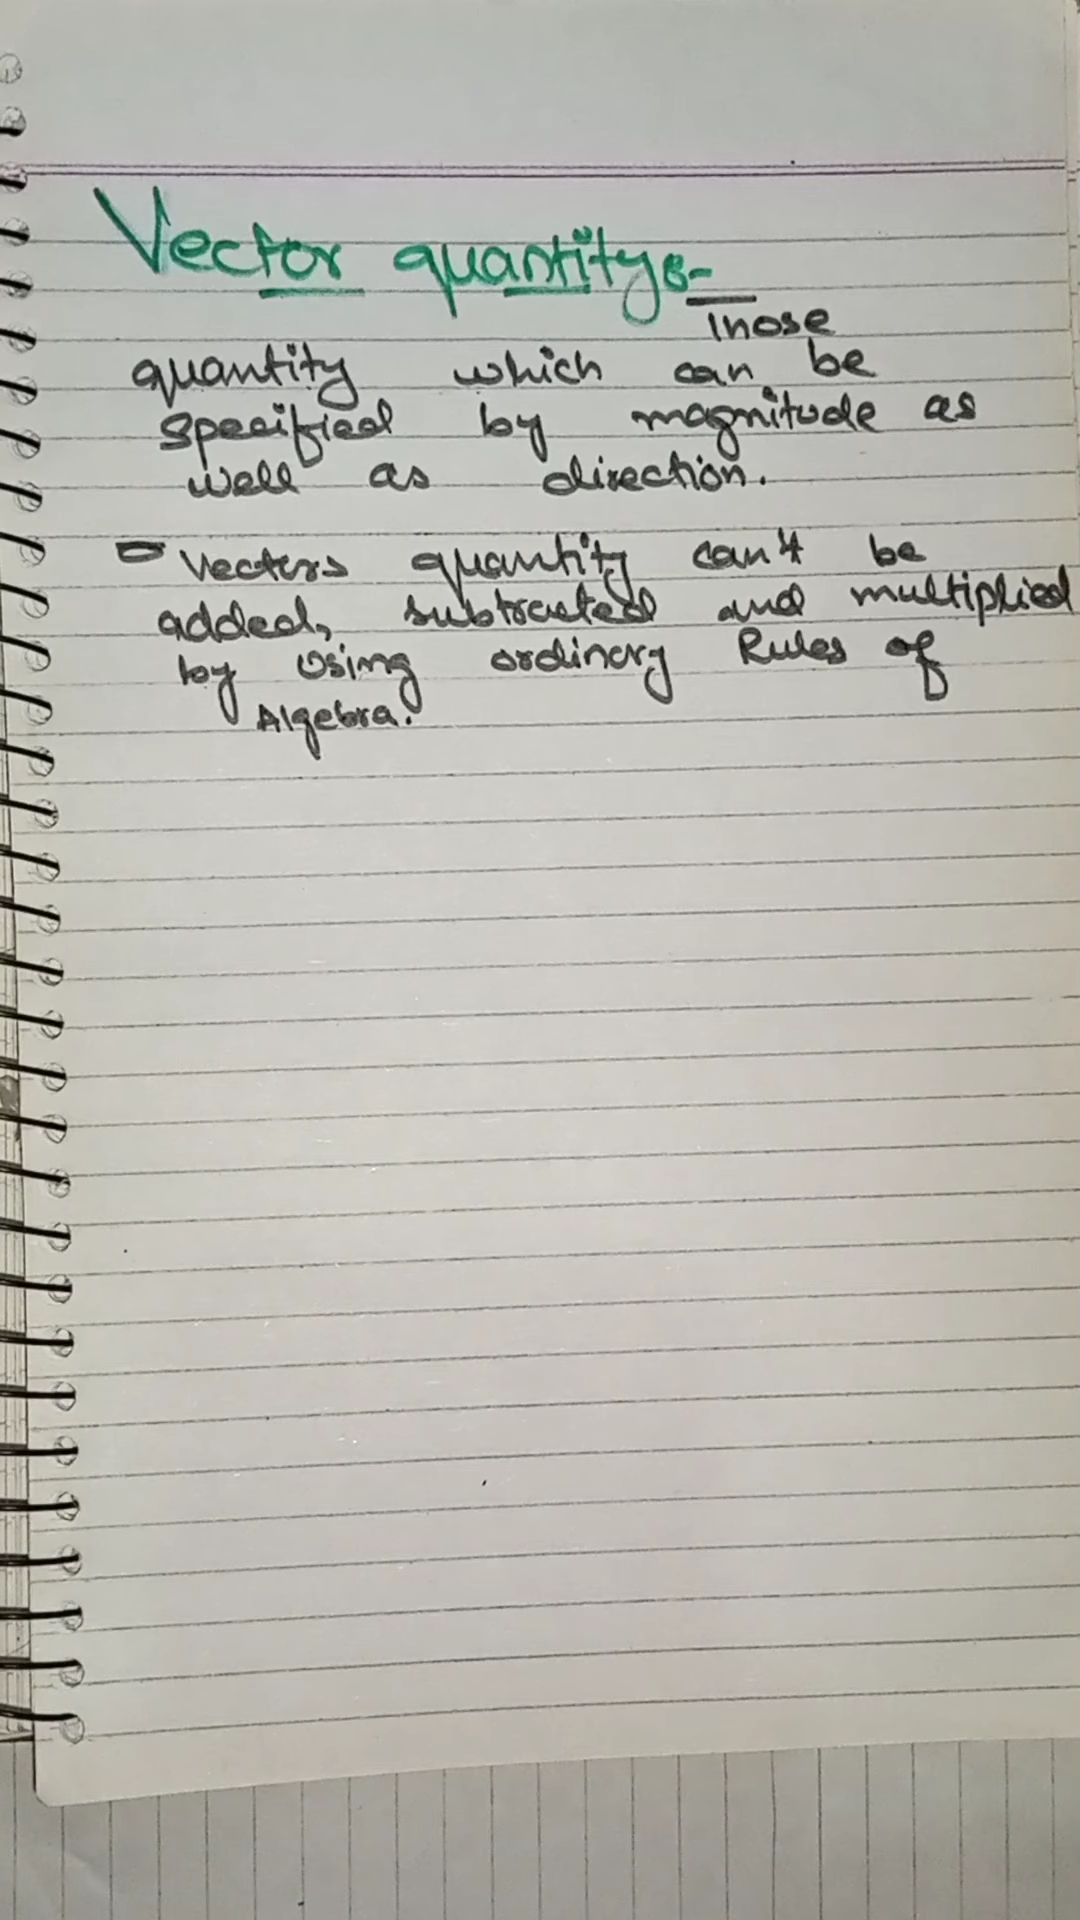 Vector quantity:-
Those
quantity which can be
specified by magnitude as
well as direction.
- Vectors quantity can't be
added, subtracted and multiplied
by using ordinary Rules of
Algebra.